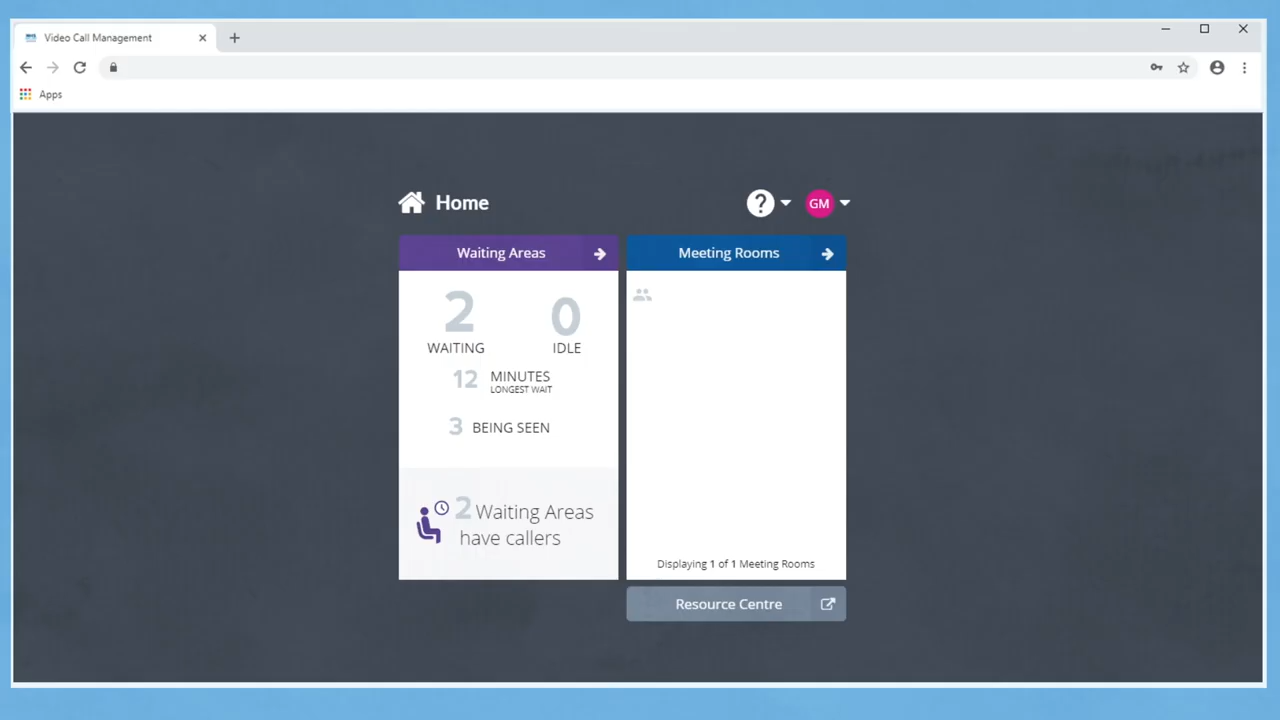 Video Call Management
Apps
Home
? GM
Waiting Areas
Meeting Rooms
2 0
WAITING IDLE
12 MINUTES
LONGEST WAIT
3 BEING SEEN
2 Waiting Areas
have callers
Displaying 1 of 1 Meeting Rooms
Resource Centre